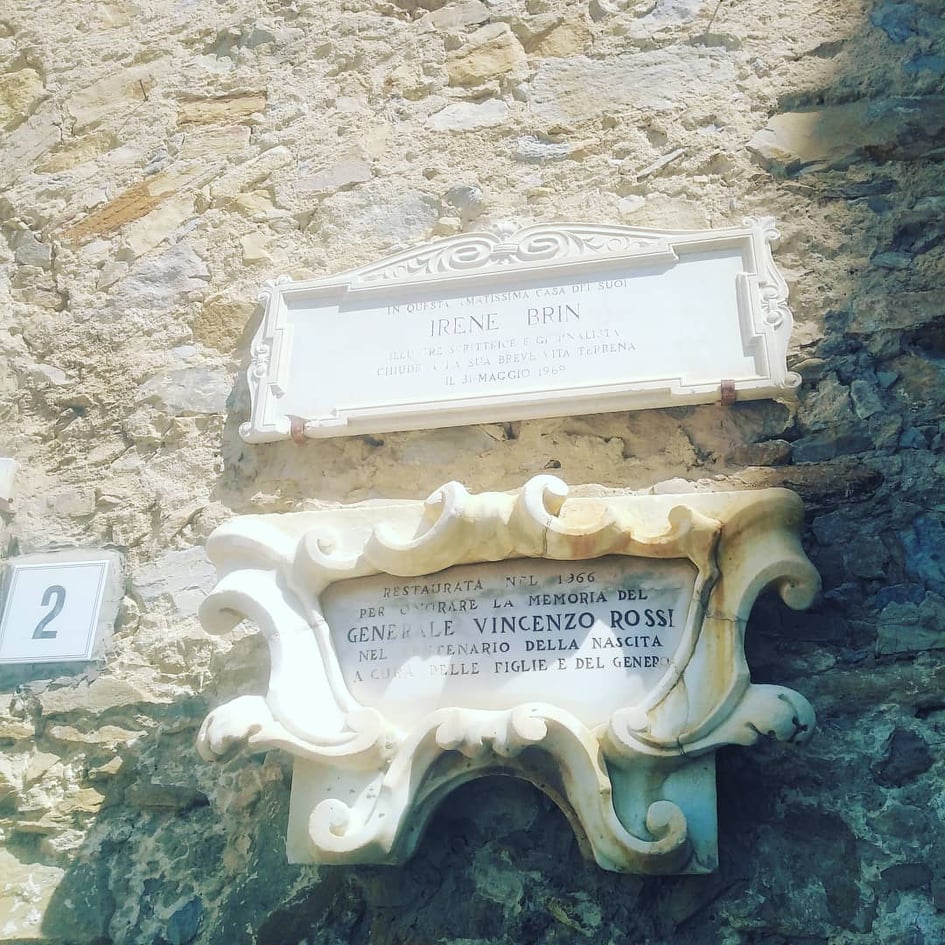 IN QUESTA AMATISSIMA CASA DEI SUOI
IRENE BRIN
ILLUSTRE SCRITTRICE E GIORNALISTA
CHIUDEVA LA SUA BREVE VITA TERRENA
IL 31 MAGGIO 1969
RESTAURATA NEL 1966
PER ONORARE LA MEMORIA DEL
GENERALE VINCENZO ROSSI
NEL CENTENARIO DELLA NASCITA
A CURA DELLE FIGLIE E DEL GENERO
2